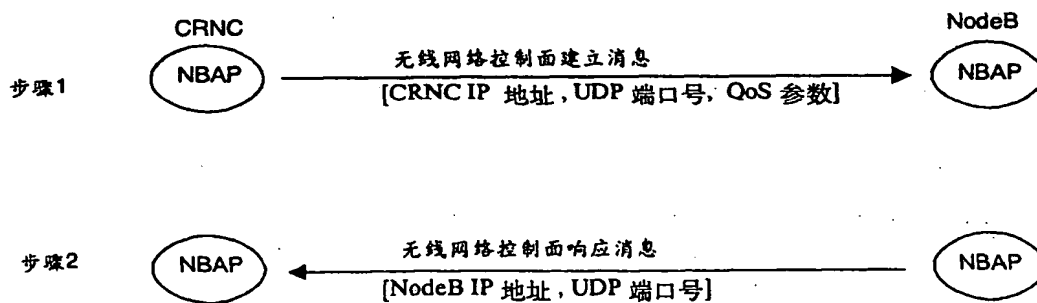 CRNC
NodeB
步骤1
NBAP
无线网络控制面建立消息
NBAP
[CRNC IP 地址, UDP 端口号, QoS 参数]
步骤2
NBAP
无线网络控制面响应消息
NBAP
[NodeB IP 地址, UDP 端口号]